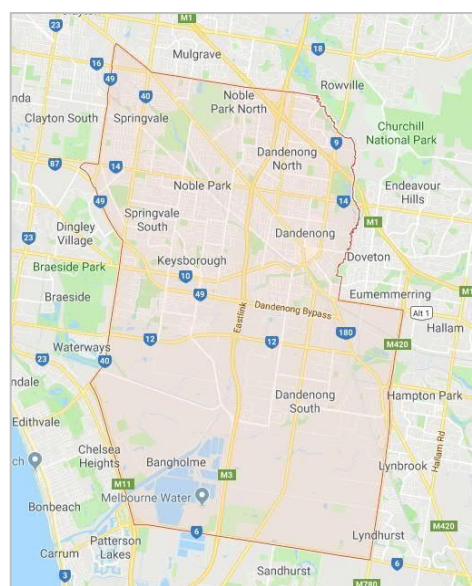 M1
23
Mulgrave
18
16
49
Rowville
40
Noble
Park North
Clayton South
Springvale
Churchill
National Park
9
87
14
Dandenong
North
Noble Park
Endeavour
Hills
49
14
Springvale
South
Dingley
Village
Dandenong
M1
23
Doveton
Braeside Park
Keysborough
10
Eumemmerring
Braeside
49
Dandenong Bypass
Alt 1
Eastlink
Hallam
12
12
180
Waterways
M420
23
40
Hampton Park
Dandenong
South
Edithvale
Hallam Rd
Chelsea
Heights
Bangholme
Lynbrook
M3
M11
Melbourne Water
M420
Bonbeach
6
Lyndhurst
Patterson
Lakes
Carrum
6
3
Sandhurst
M780